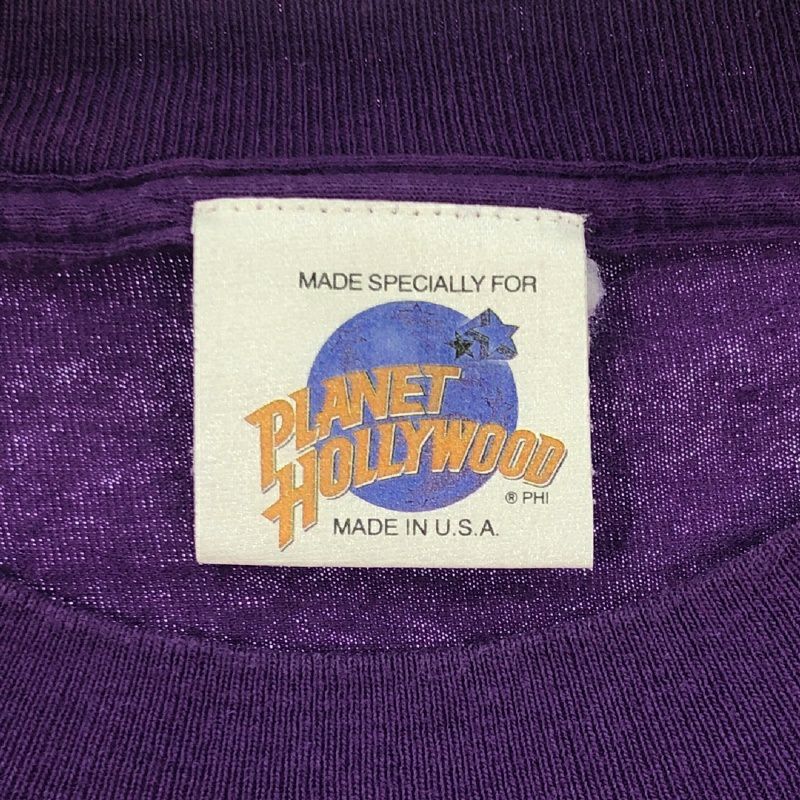 MADE SPECIALLY FOR
PLANET
HOLLYWOOD
® PHI
MADE IN U.S.A.